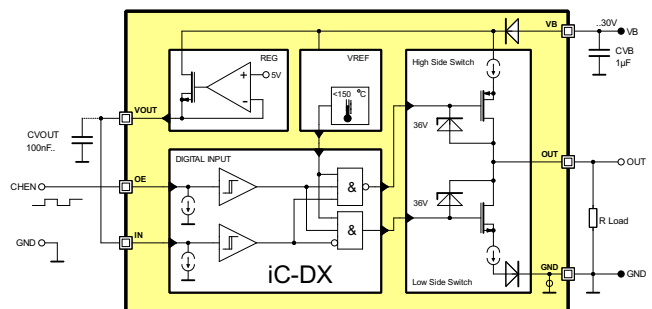 VB
..30V
VB
CVB
1µF
REG
+
5V
-
VREF
<150 °C
High Side Switch
36V
VOUT
CVOUT
100nF..
DIGITAL INPUT
CHEN
OE
&
OUT
OUT
36V
&
R Load
IN
GND
iC-DX
GND
GND
Low Side Switch